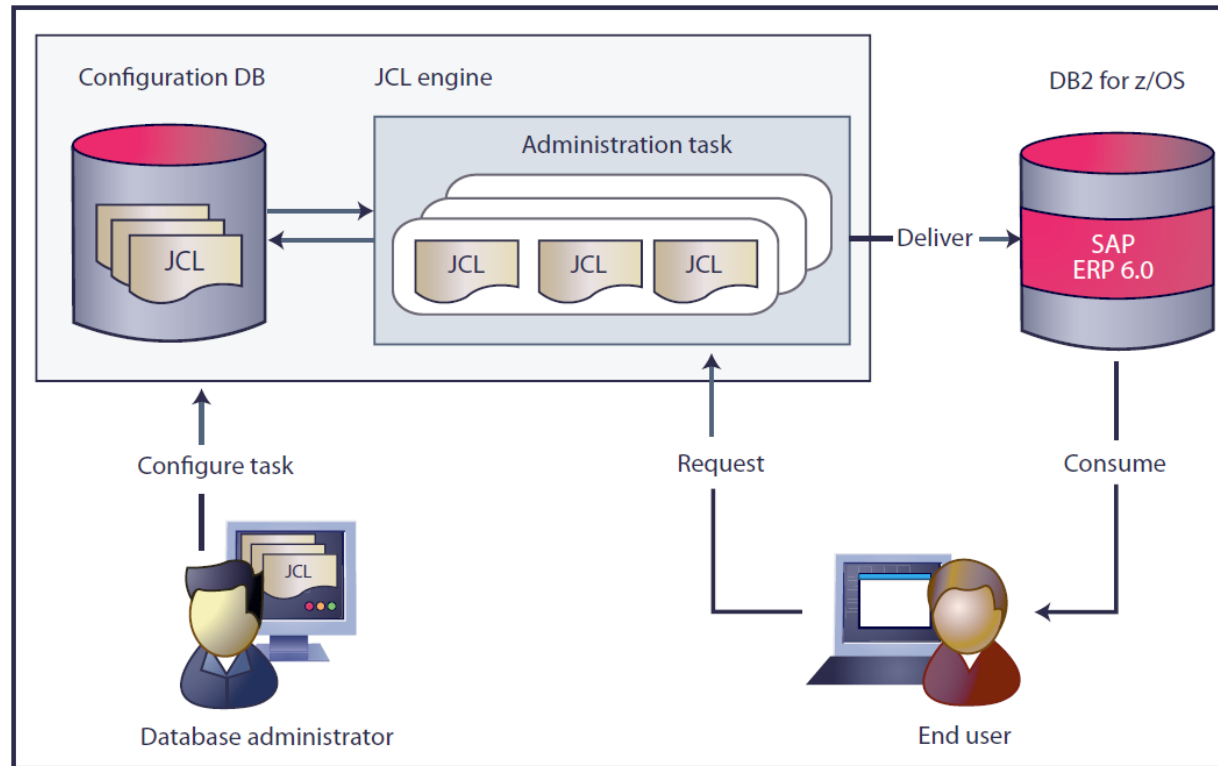 Configuration DB
JCL engine
DB2 for z/OS
Administration task
JCL
JCL
JCL
JCL
Deliver
SAP
ERP 6.0
Configure task
Request
Consume
JCL
Database administrator
End user